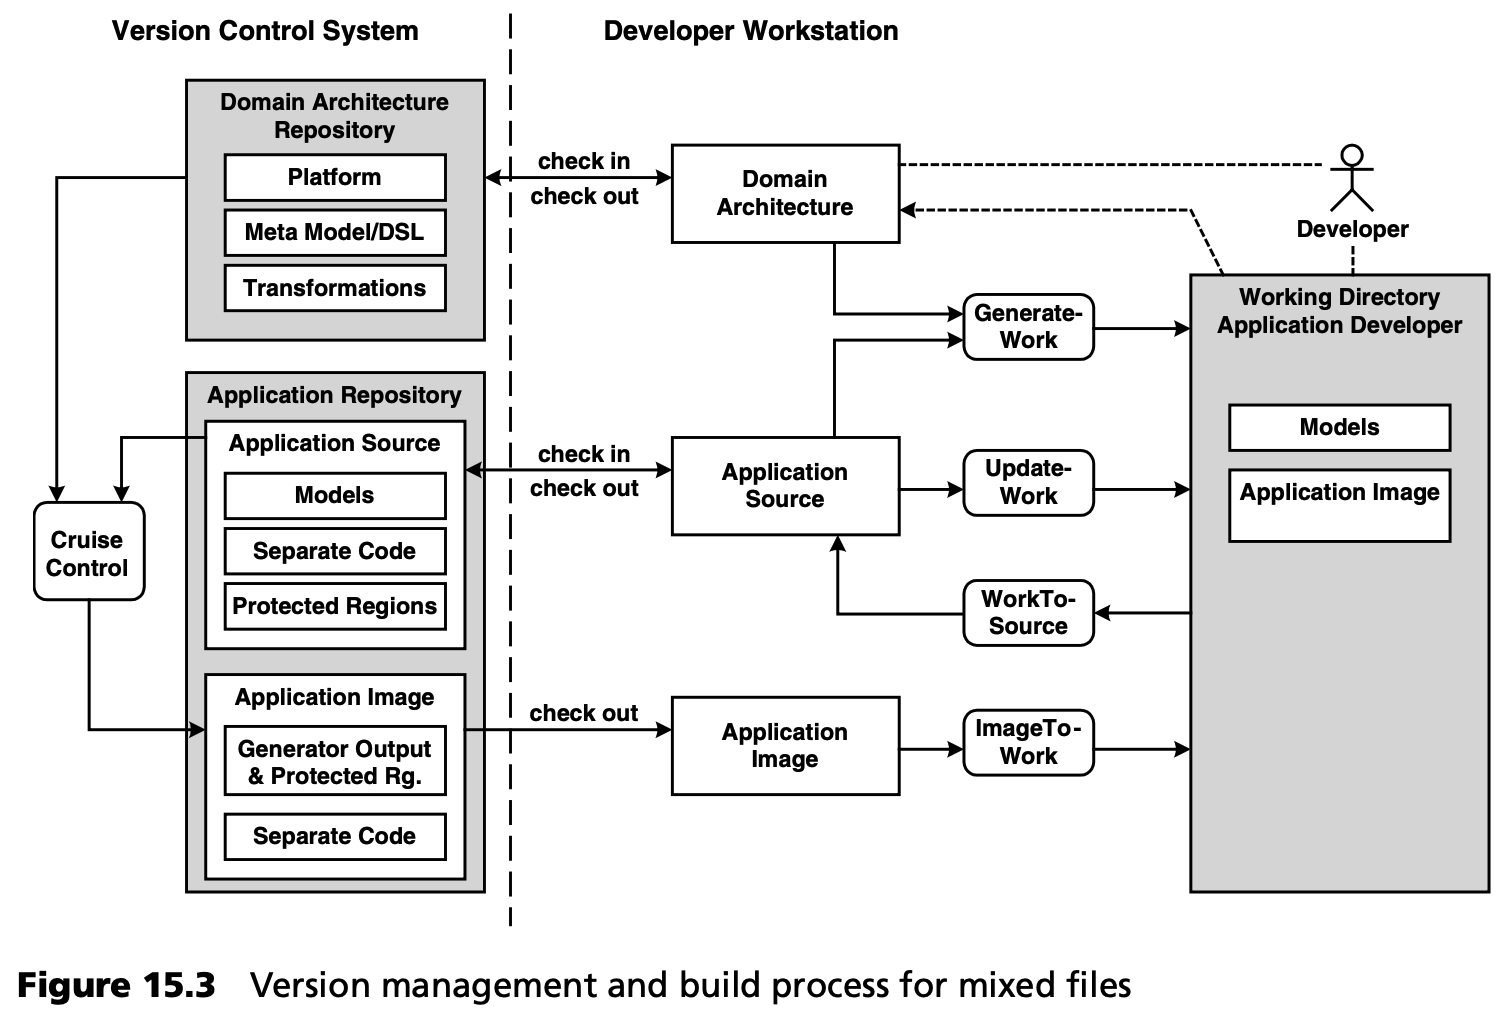 Version Control System
Developer Workstation
Domain Architecture
Repository
Platform
Meta Model/DSL
Transformations
Application Repository
Application Source
Models
Separate Code
Protected Regions
Application Image
Generator Output
& Protected Rg.
Separate Code
Cruise
Control
check in
check out
check in
check out
check out
Domain
Architecture
Application
Source
Application
Image
Generate-
Work
Update-
Work
WorkTo-
Source
ImageTo-
Work
Developer
Working Directory
Application Developer
Models
Application Image
Figure 15.3 Version management and build process for mixed files